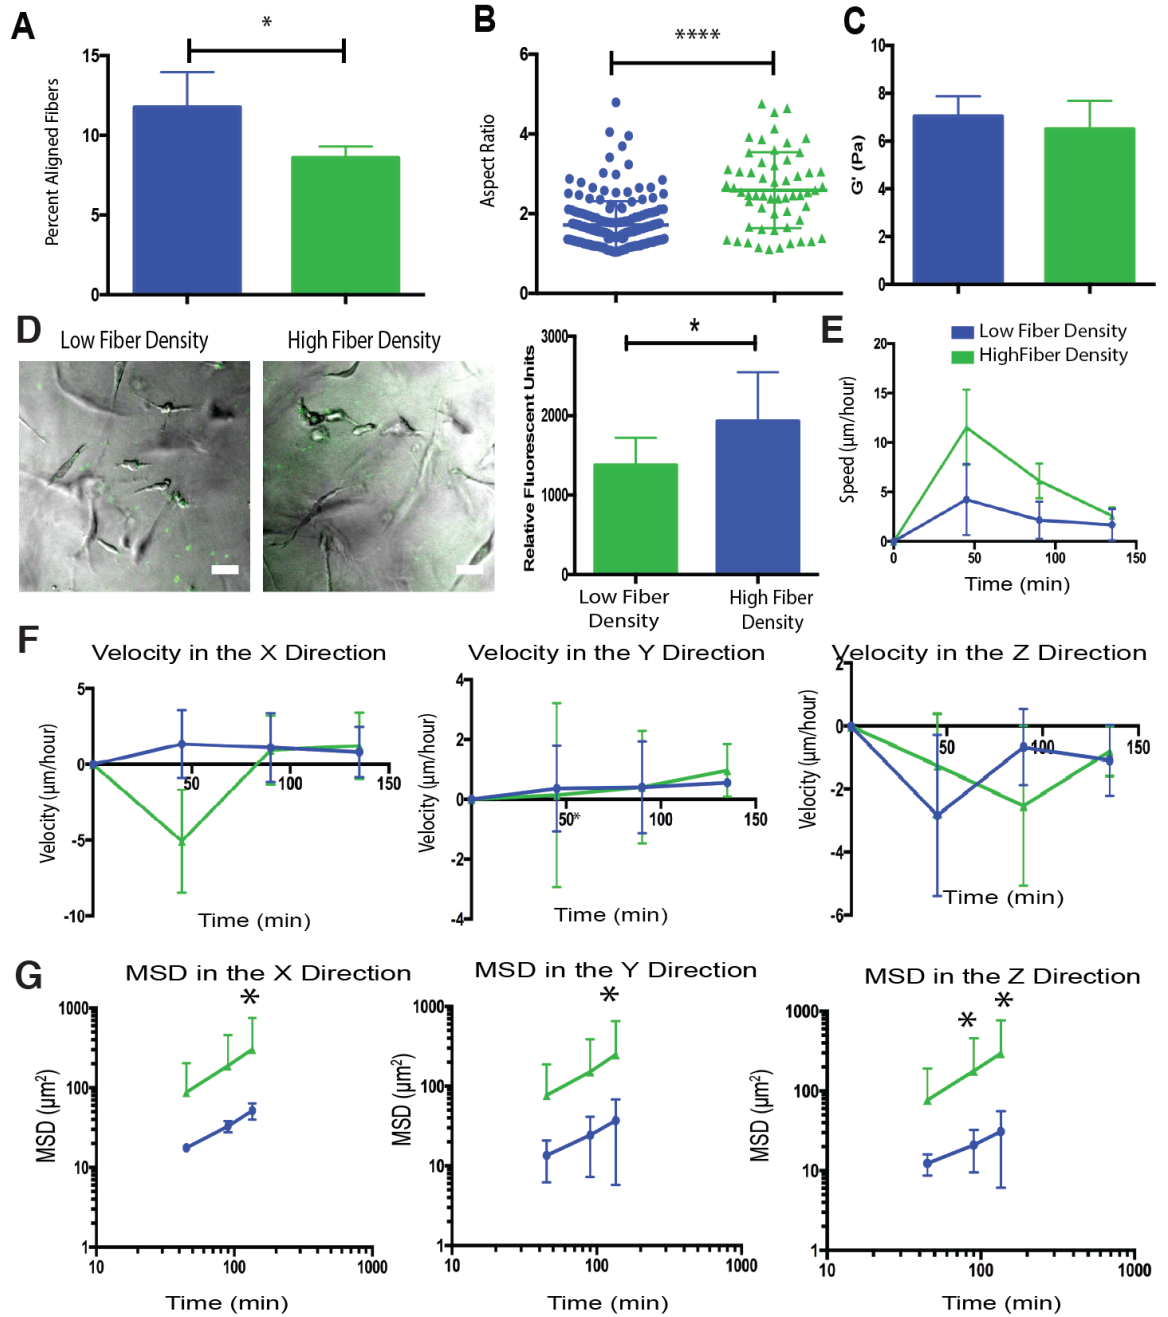 A
*
Percent Aligned Fibers
15
10
5
0
B
****
Aspect Ratio
6
4
2
0
C
G' (Pa)
10
8
6
4
2
0
D
Low Fiber Density
High Fiber Density
*
Relative Fluorescent Units
3000
2000
1000
0
Low Fiber
Density
High Fiber
Density
E
Low Fiber Density
HighFiber Density
Speed (μm/hour)
20
15
10
5
0
0
50
100
150
Time (min)
F
Velocity in the X Direction
Velocity (μm/hour)
5
0
-5
-10
50
100
150
Time (min)
Velocity in the Y Direction
Velocity (μm/hour)
4
2
0
-2
-4
50*
100
150
Time (min)
Velocity in the Z Direction
Velocity (μm/hour)
2
0
-2
-4
-6
50
100
150
Time (min)
G
MSD in the X Direction
*
MSD (μm²)
1000
100
10
1
10
100
1000
Time (min)
MSD in the Y Direction
*
MSD (μm²)
1000
100
10
1
10
100
1000
Time (min)
MSD in the Z Direction
*
*
MSD (μm²)
1000
100
10
1
10
100
1000
Time (min)